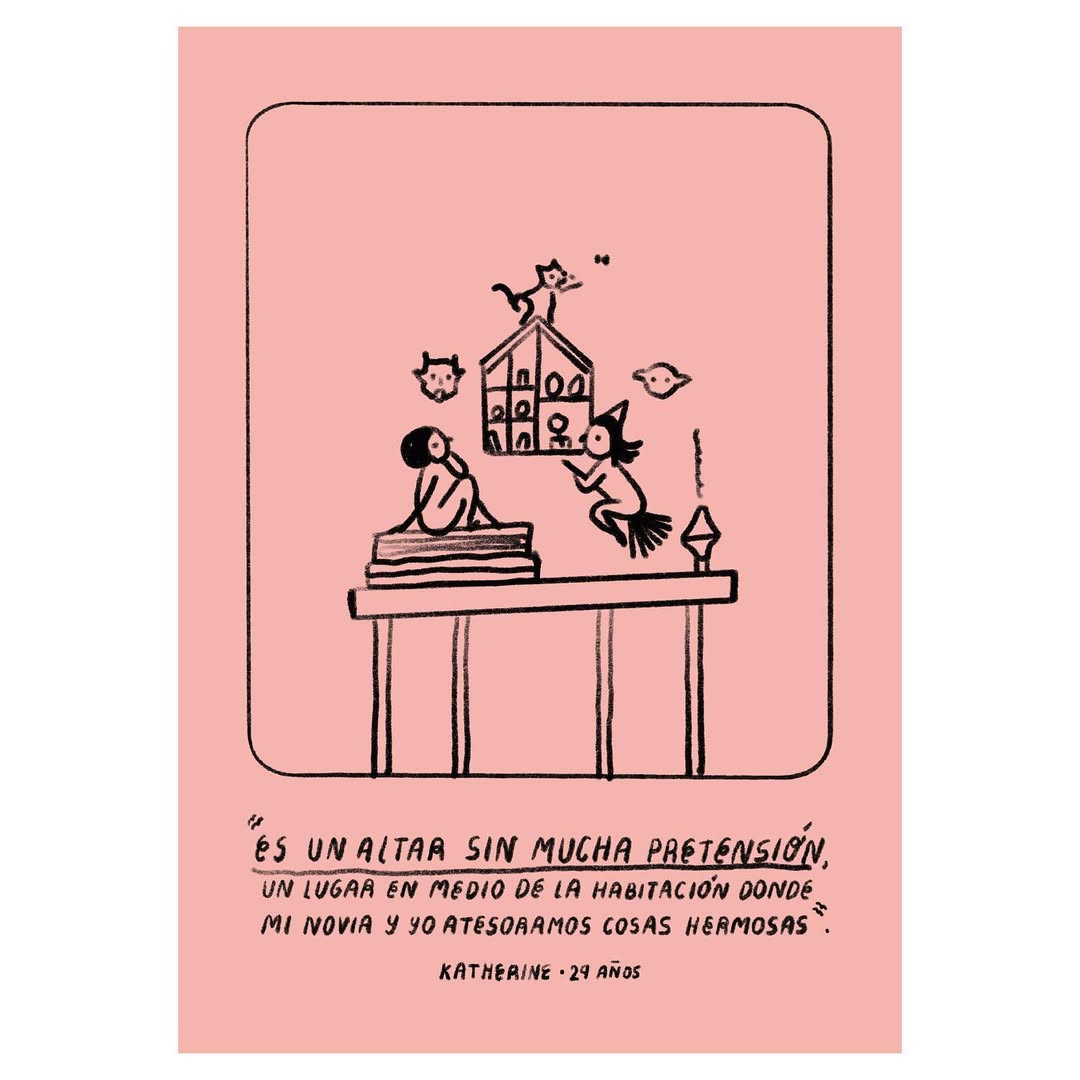 "ES UN ALTAR SIN MUCHA PRETENSIÓN,
UN LUGAR EN MEDIO DE LA HABITACIÓN DONDE
MI NOVIA Y YO ATESORAMOS COSAS HERMOSAS".
KATHERINE · 29 AÑOS